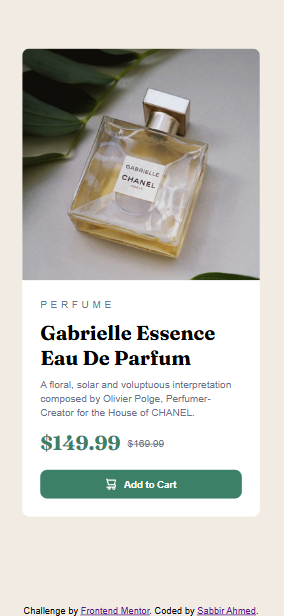 GABRIELLE
CHANEL
PARIS
PERFUME
Gabrielle Essence
Eau De Parfum
A floral, solar and voluptuous interpretation
composed by Olivier Polge, Perfumer-
Creator for the House of CHANEL.
$149.99 $169.99
Add to Cart
Challenge by Frontend Mentor. Coded by Sabbir Ahmed.